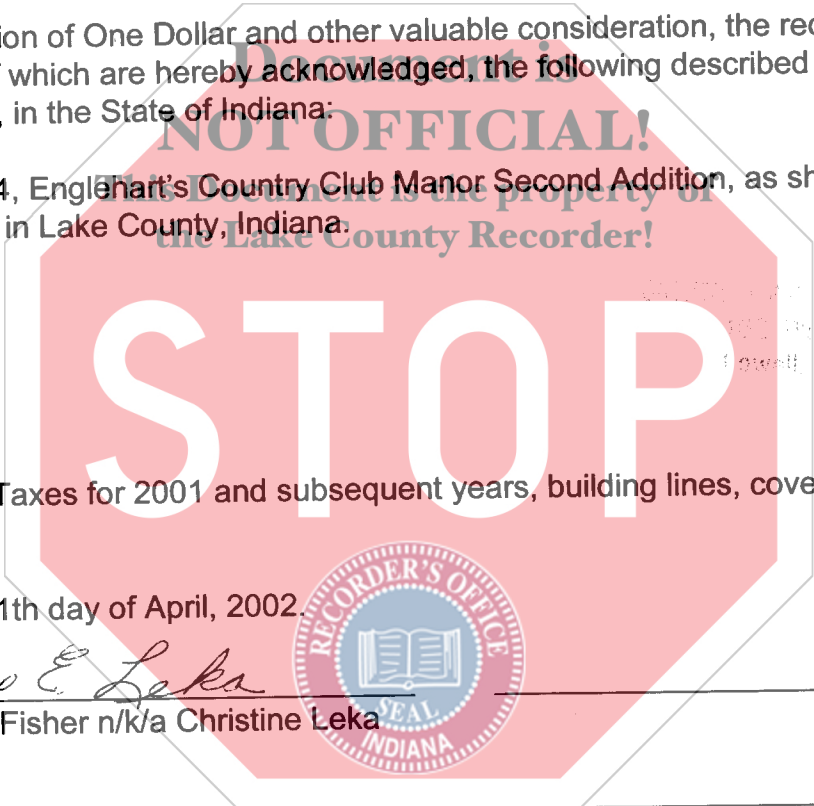 ion of One Dollar and other valuable consideration, the rec
Document is
which are hereby acknowledged, the following described
, in the State of Indiana:
NOT OFFICIAL!
4, Englehart's Country Club Manor Second Addition, as sh
This Document is the property of
in Lake County, Indiana.
the Lake County Recorder!
Lowell
STOP
Taxes for 2001 and subsequent years, building lines, cove
RECORDER'S OFFICE
1th day of April, 2002.
E Leka
Fisher n/k/a Christine Leka
SEAL
INDIANA